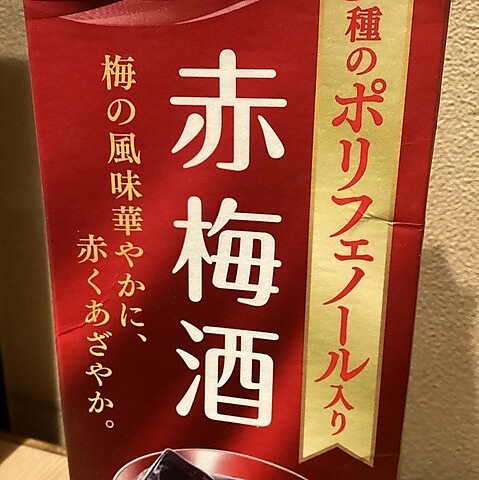 種のポリフェノール入り
赤梅酒
梅の風味華やかに、
赤くあざやか。